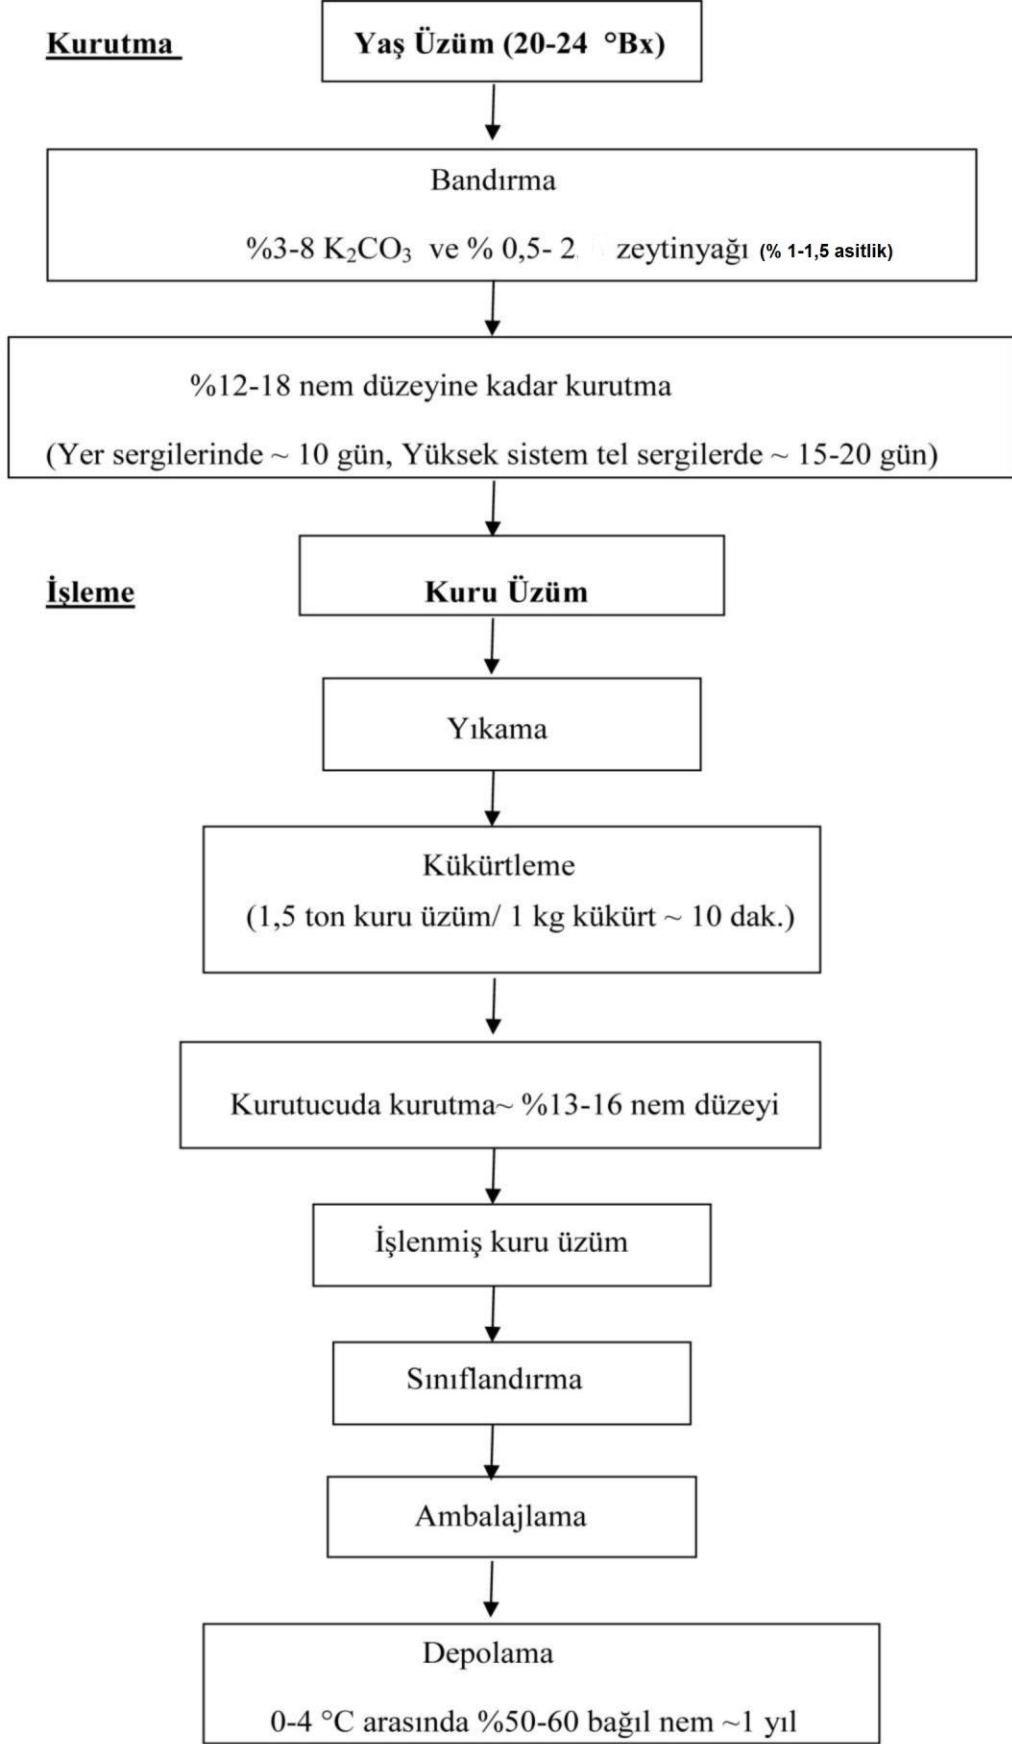 Kurutma
Yaş Üzüm (20-24 °Bx)
Bandırma
%3-8 K₂CO₃ ve % 0,5- 2 zeytinyağı (% 1-1,5 asitlik)
%12-18 nem düzeyine kadar kurutma
(Yer sergilerinde ~ 10 gün, Yüksek sistem tel sergilerde ~ 15-20 gün)
İşleme
Kuru Üzüm
Yıkama
Kükürtleme
(1,5 ton kuru üzüm/ 1 kg kükürt ~ 10 dak.)
Kurutucuda kurutma~ %13-16 nem düzeyi
İşlenmiş kuru üzüm
Sınıflandırma
Ambalajlama
Depolama
0-4 °C arasında %50-60 bağıl nem ~1 yıl